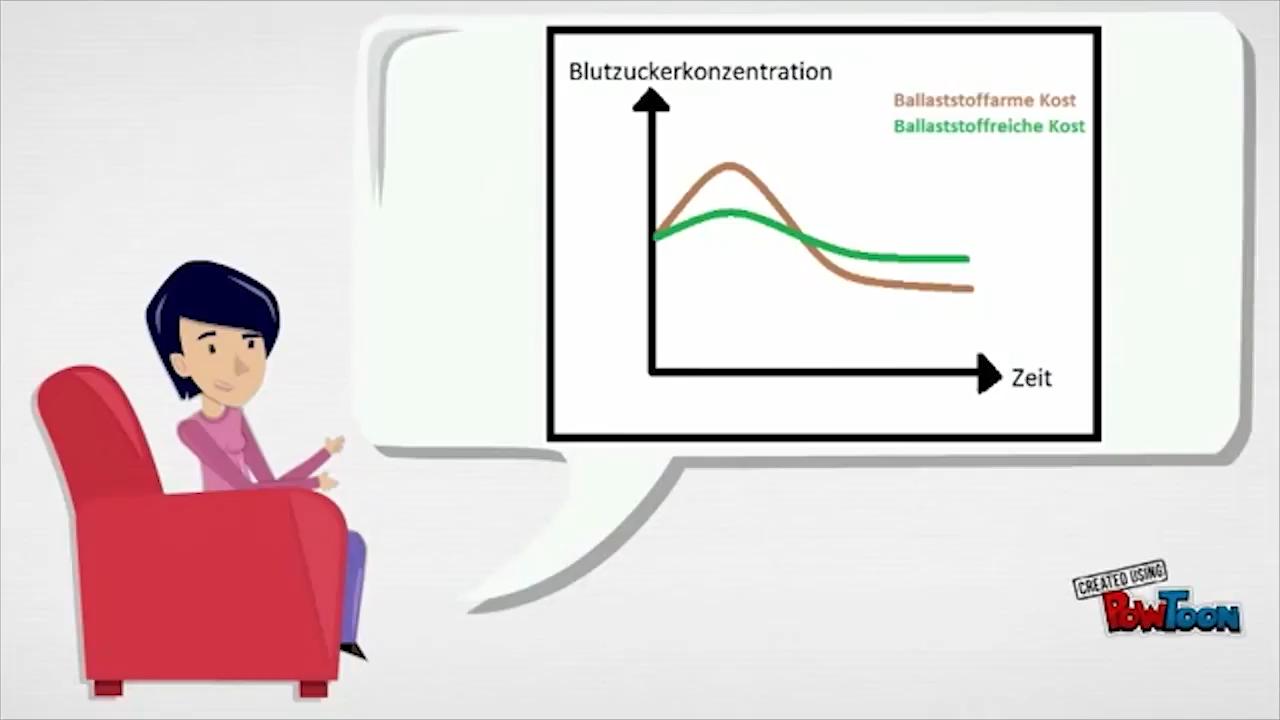 Blutzuckerkonzentration
Ballaststoffarme Kost
Ballaststoffreiche Kost
Zeit
CREATED USING
POWTOON